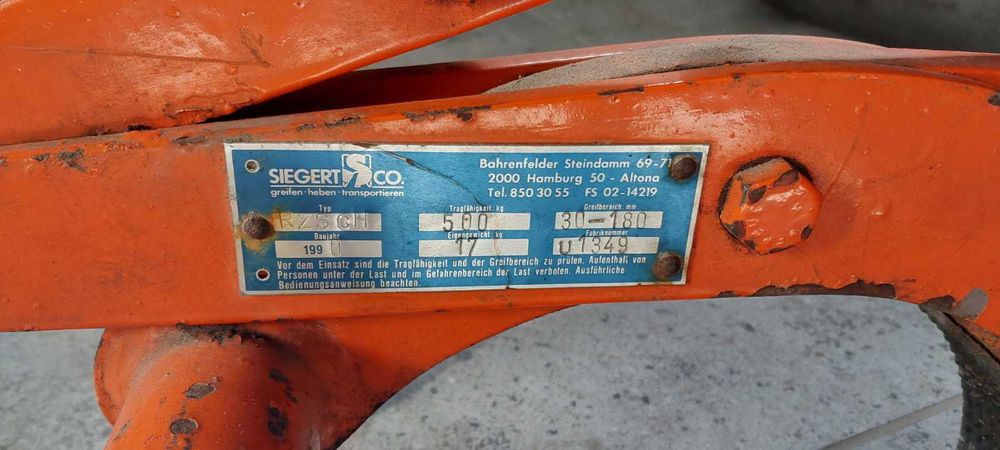 SIEGERT & CO.
greifen · heben · transportieren
Bahrenfelder Steindamm 69-71
2000 Hamburg 50 - Altona
Tel. 850 30 55 FS 02-14219
Typ Tragfähigkeit: kg Greifbereich: mm
RZSGH 500 30-180
Baujahr Eigengewicht: kg Fabriknummer
1990 17 U1349
Vor dem Einsatz sind die Tragfähigkeit und der Greifbereich zu prüfen. Aufenthalt von
Personen unter der Last und im Gefahrenbereich der Last verboten. Ausführliche
Bedienungsanweisung beachten.